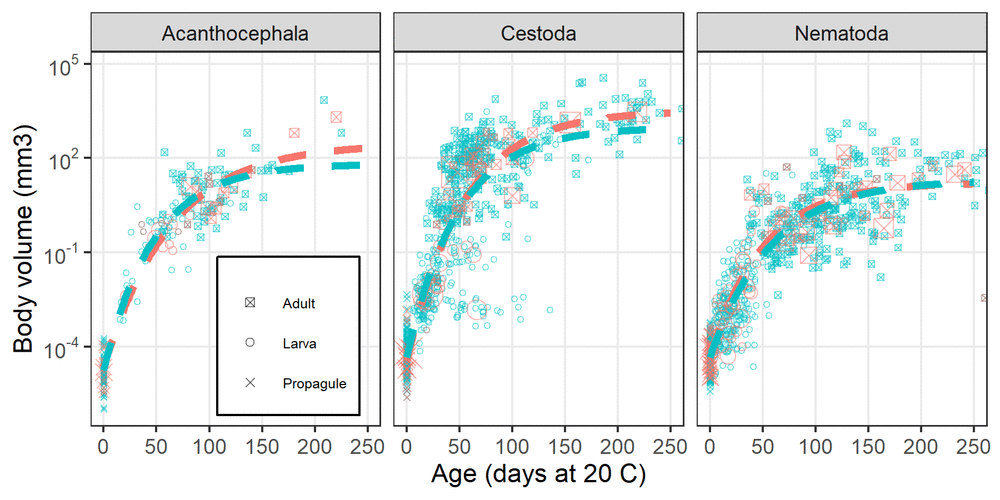 Acanthocephala Cestoda Nematoda
Body volume (mm3)
10^5
10^2
10^-1
10^-4
Adult
Larva
Propagule
0 50 100 150 200 250 0 50 100 150 200 250 0 50 100 150 200 250
Age (days at 20 C)